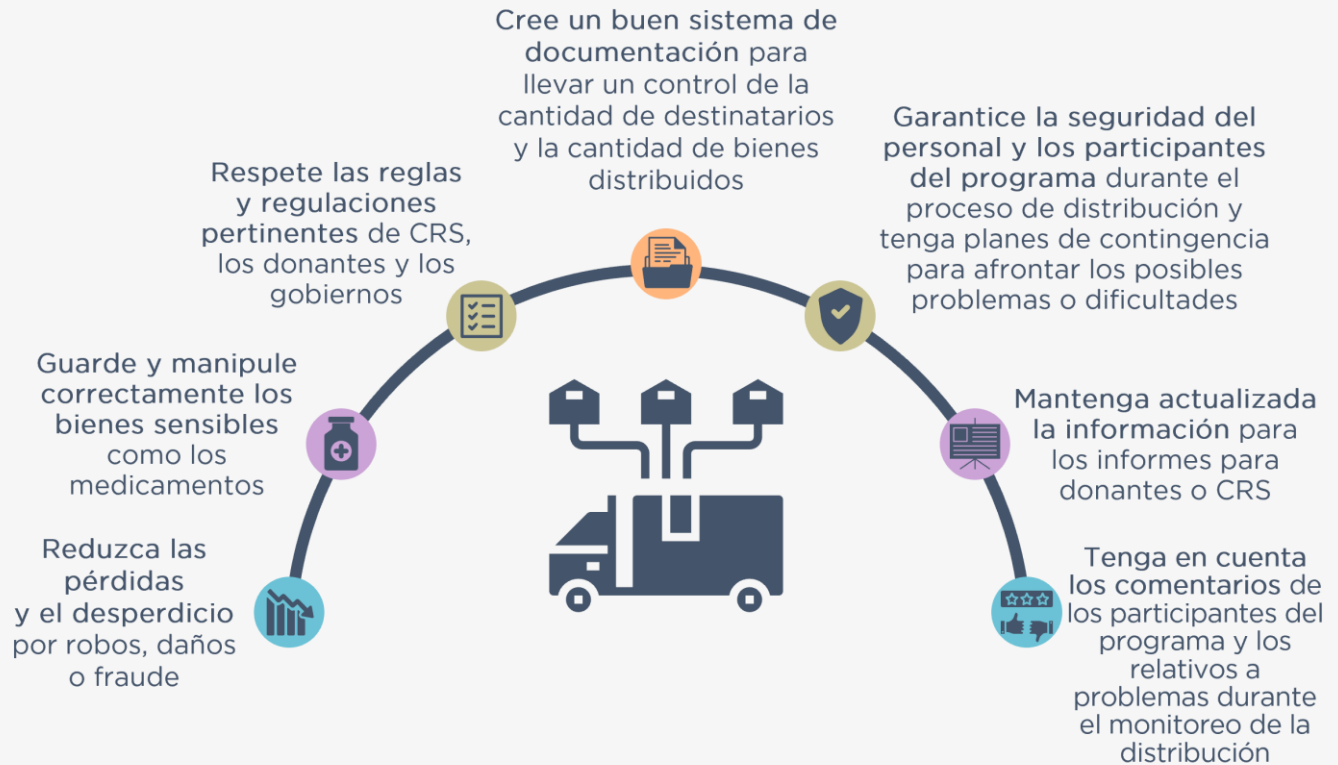 Reduzca las
pérdidas
y el desperdicio
por robos, daños
o fraude
Guarde y manipule
correctamente los
bienes sensibles
como los
medicamentos
Respete las reglas
y regulaciones
pertinentes de CRS,
los donantes y los
gobiernos
Cree un buen sistema de
documentación para
llevar un control de la
cantidad de destinatarios
y la cantidad de bienes
distribuidos
Garantice la seguridad del
personal y los participantes
del programa durante el
proceso de distribución y
tenga planes de contingencia
para afrontar los posibles
problemas o dificultades
Mantenga actualizada
la información para
los informes para
donantes o CRS
Tenga en cuenta
los comentarios de
los participantes del
programa y los
relativos a
problemas durante
el monitoreo de la
distribución